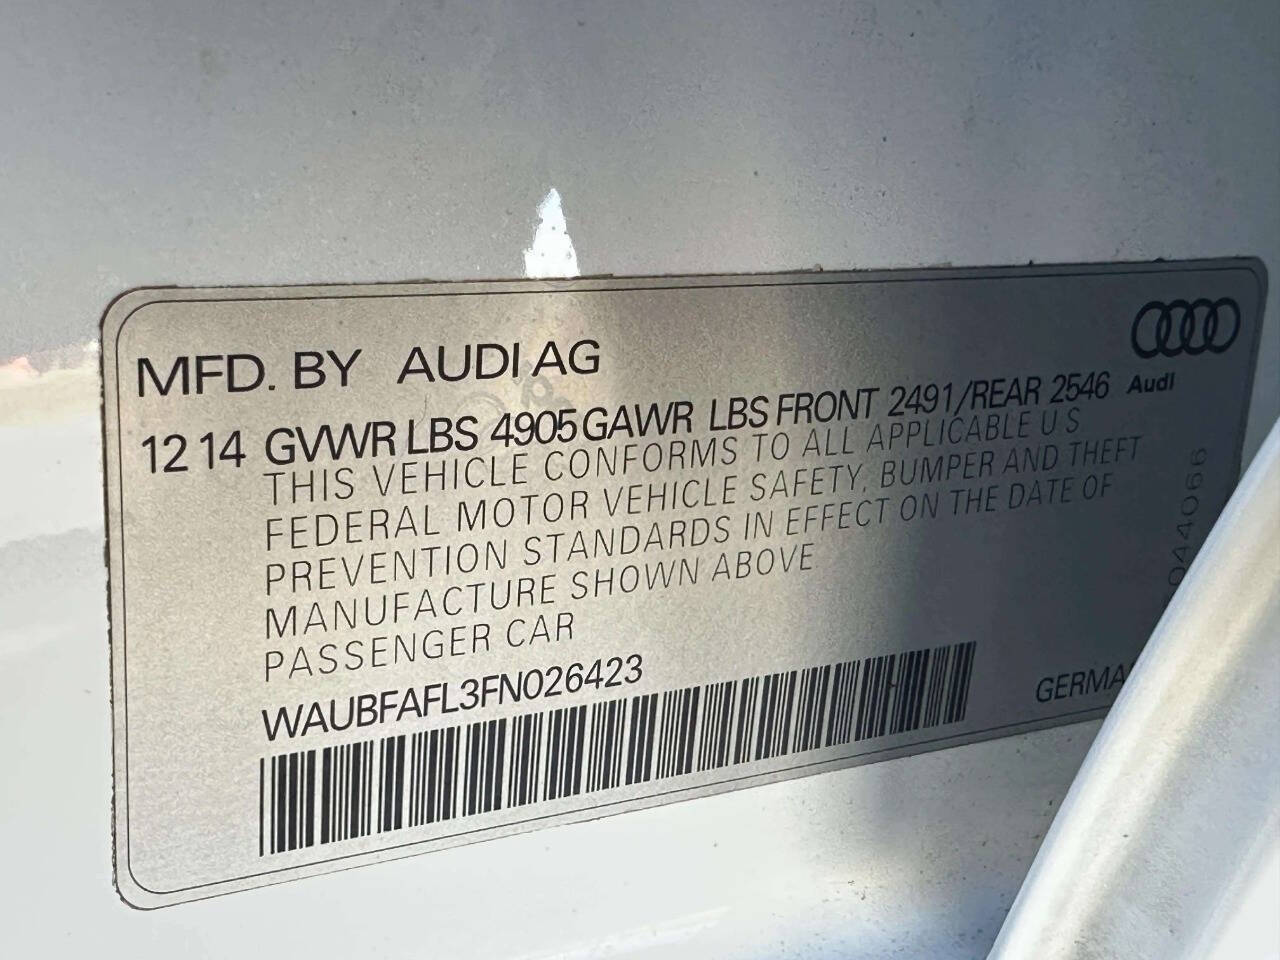 MFD. BY AUDI AG
12 14 GVWR LBS 4905 GAWR LBS FRONT 2491/REAR 2546 Audi
THIS VEHICLE CONFORMS TO ALL APPLICABLE U S
FEDERAL MOTOR VEHICLE SAFETY, BUMPER AND THEFT
PREVENTION STANDARDS IN EFFECT ON THE DATE OF
MANUFACTURE SHOWN ABOVE
PASSENGER CAR
WAUBFAFL3FN026423
GERMA
044066